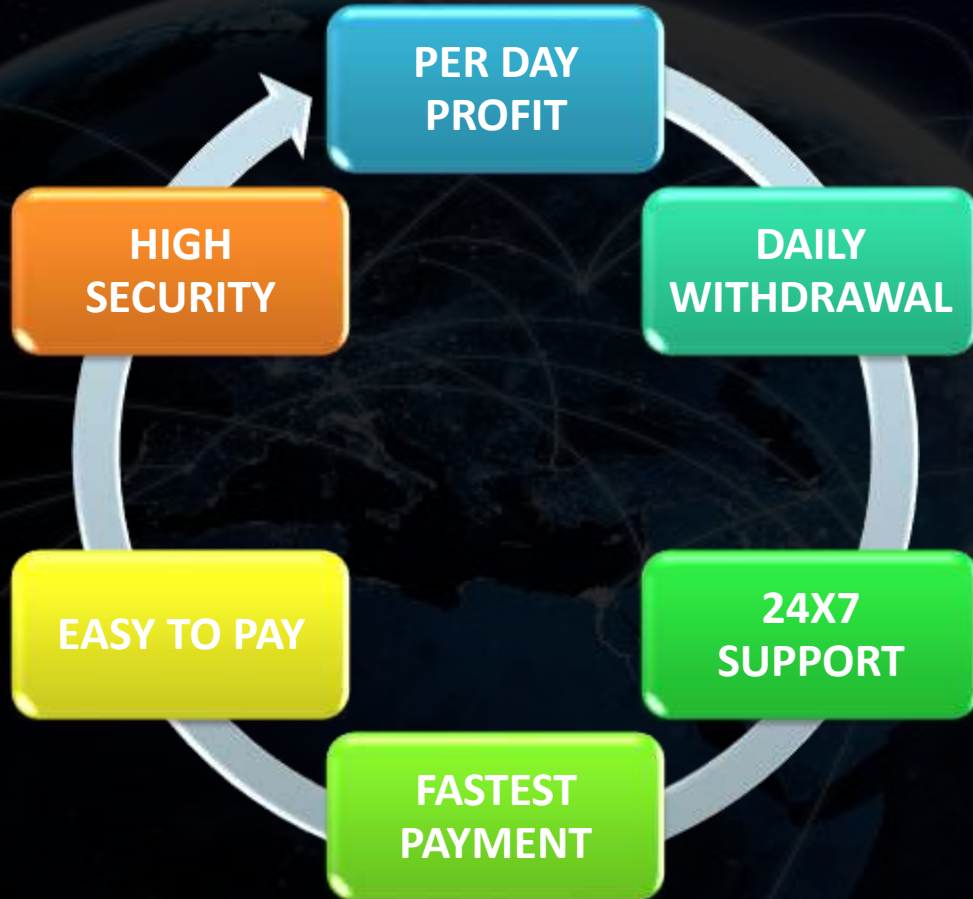 PER DAY
PROFIT
DAILY
WITHDRAWAL
24X7
SUPPORT
FASTEST
PAYMENT
EASY TO PAY
HIGH
SECURITY